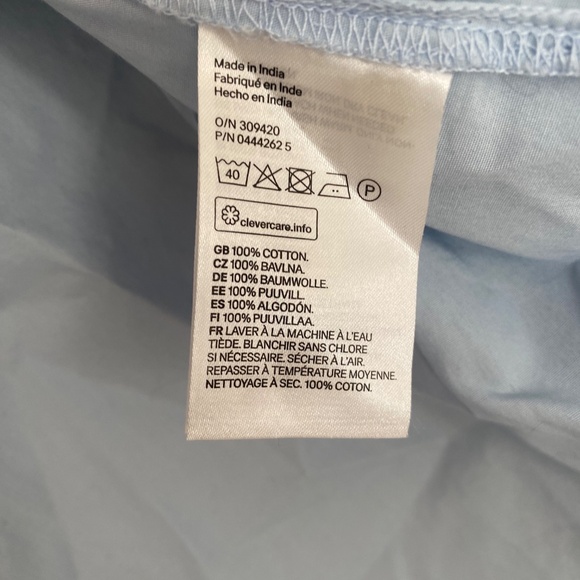 Made in India
Fabriqué en Inde
Hecho en India
O/N 309420
P/N 0444262 5
40
P
clevercare.info
GB 100% COTTON.
CZ 100% BAVLNA.
DE 100% BAUMWOLLE.
EE 100% PUUVILL.
ES 100% ALGODÓN.
FI 100% PUUVILLAA.
FR LAVER À LA MACHINE À L'EAU
TIÈDE. BLANCHIR SANS CHLORE
SI NÉCESSAIRE. SÉCHER À L'AIR.
REPASSER À TEMPÉRATURE MOYENNE.
NETTOYAGE À SEC. 100% COTON.